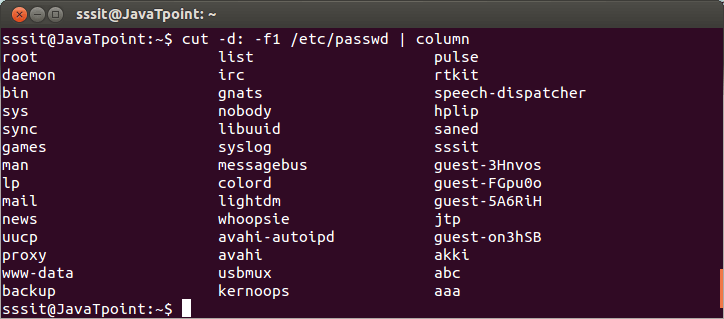 sssit@JavaTpoint: ~
sssit@JavaTpoint:~$ cut -d: -f1 /etc/passwd | column
root list pulse
daemon irc rtkit
bin gnats speech-dispatcher
sys nobody hplip
sync libuuid saned
games syslog sssit
man messagebus guest-3Hnvos
lp colord guest-FGpu0o
mail lightdm guest-5A6RiH
news whoopsie jtp
uucp avahi-autoipd guest-on3hSB
proxy avahi akki
www-data usbmux abc
backup kernoops aaa
sssit@JavaTpoint:~$